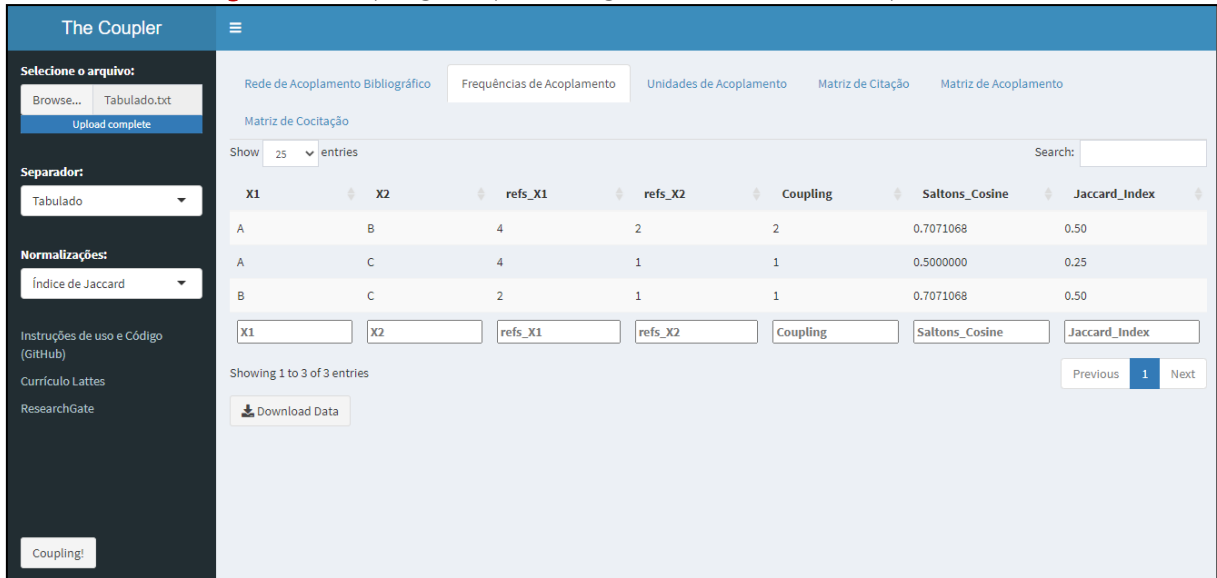 The Coupler
Selecione o arquivo:
Browse... Tabulado.txt
Upload complete
Separador:
Tabulado
Normalizações:
Índice de Jaccard
Instruções de uso e Código
(GitHub)
Currículo Lattes
ResearchGate
Coupling!
Rede de Acoplamento Bibliográfico Frequências de Acoplamento Unidades de Acoplamento Matriz de Citação Matriz de Acoplamento
Matriz de Cocitação
Show 25 entries Search:
X1 X2 refs_X1 refs_X2 Coupling Saltons_Cosine Jaccard_Index
A B 4 2 2 0.7071068 0.50
A C 4 1 1 0.5000000 0.25
B C 2 1 1 0.7071068 0.50
X1 X2 refs_X1 refs_X2 Coupling Saltons_Cosine Jaccard_Index
Showing 1 to 3 of 3 entries Previous 1 Next
Download Data